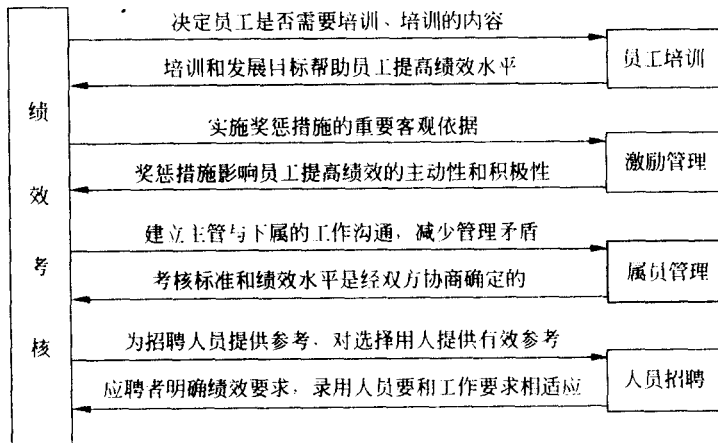 决定员工是否需要培训、培训的内容
员工培训
培训和发展目标帮助员工提高绩效水平
绩效考核
实施奖惩措施的重要客观依据
激励管理
奖惩措施影响员工提高绩效的主动性和积极性
建立主管与下属的工作沟通，减少管理矛盾
属员管理
考核标准和绩效水平是经双方协商确定的
为招聘人员提供参考，对选择用人提供有效参考
人员招聘
应聘者明确绩效要求，录用人员要和工作要求相适应